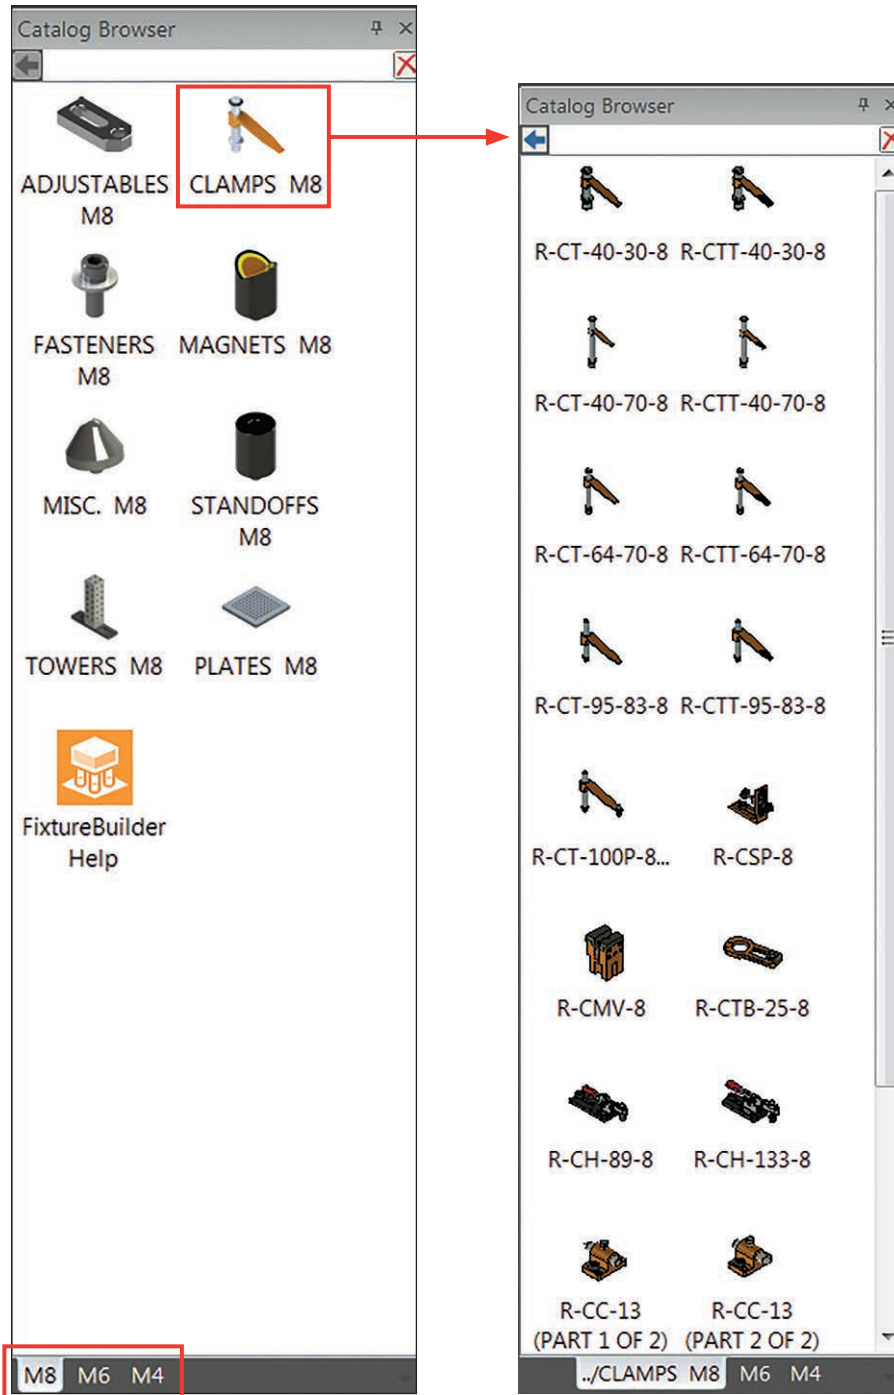 Catalog Browser
ADJUSTABLES M8
CLAMPS M8
FASTENERS M8
MAGNETS M8
MISC. M8
STANDOFFS M8
TOWERS M8
PLATES M8
FixtureBuilder Help
M8 M6 M4
Catalog Browser
R-CT-40-30-8 R-CTT-40-30-8
R-CT-40-70-8 R-CTT-40-70-8
R-CT-64-70-8 R-CTT-64-70-8
R-CT-95-83-8 R-CTT-95-83-8
R-CT-100P-8... R-CSP-8
R-CMV-8 R-CTB-25-8
R-CH-89-8 R-CH-133-8
R-CC-13 R-CC-13
(PART 1 OF 2) (PART 2 OF 2)
../CLAMPS M8 M6 M4